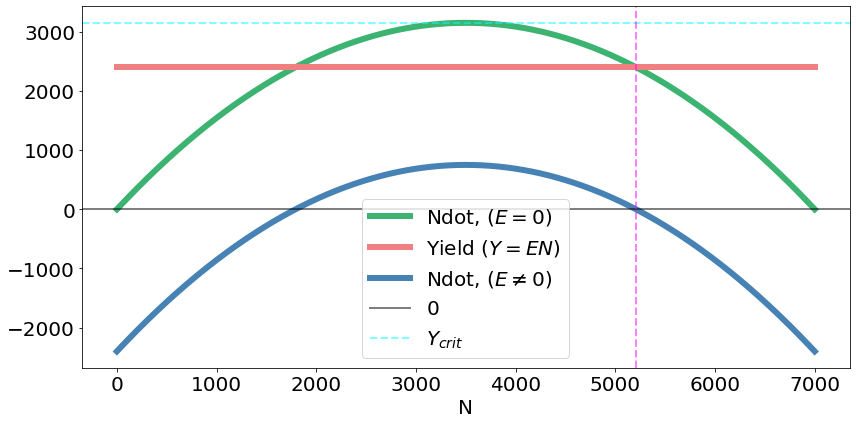 3000
2000
1000
0
−1000
−2000
Ndot, (E = 0)
Yield (Y = EN)
Ndot, (E ≠ 0)
0
Y_crit
0 1000 2000 3000 4000 5000 6000 7000
N